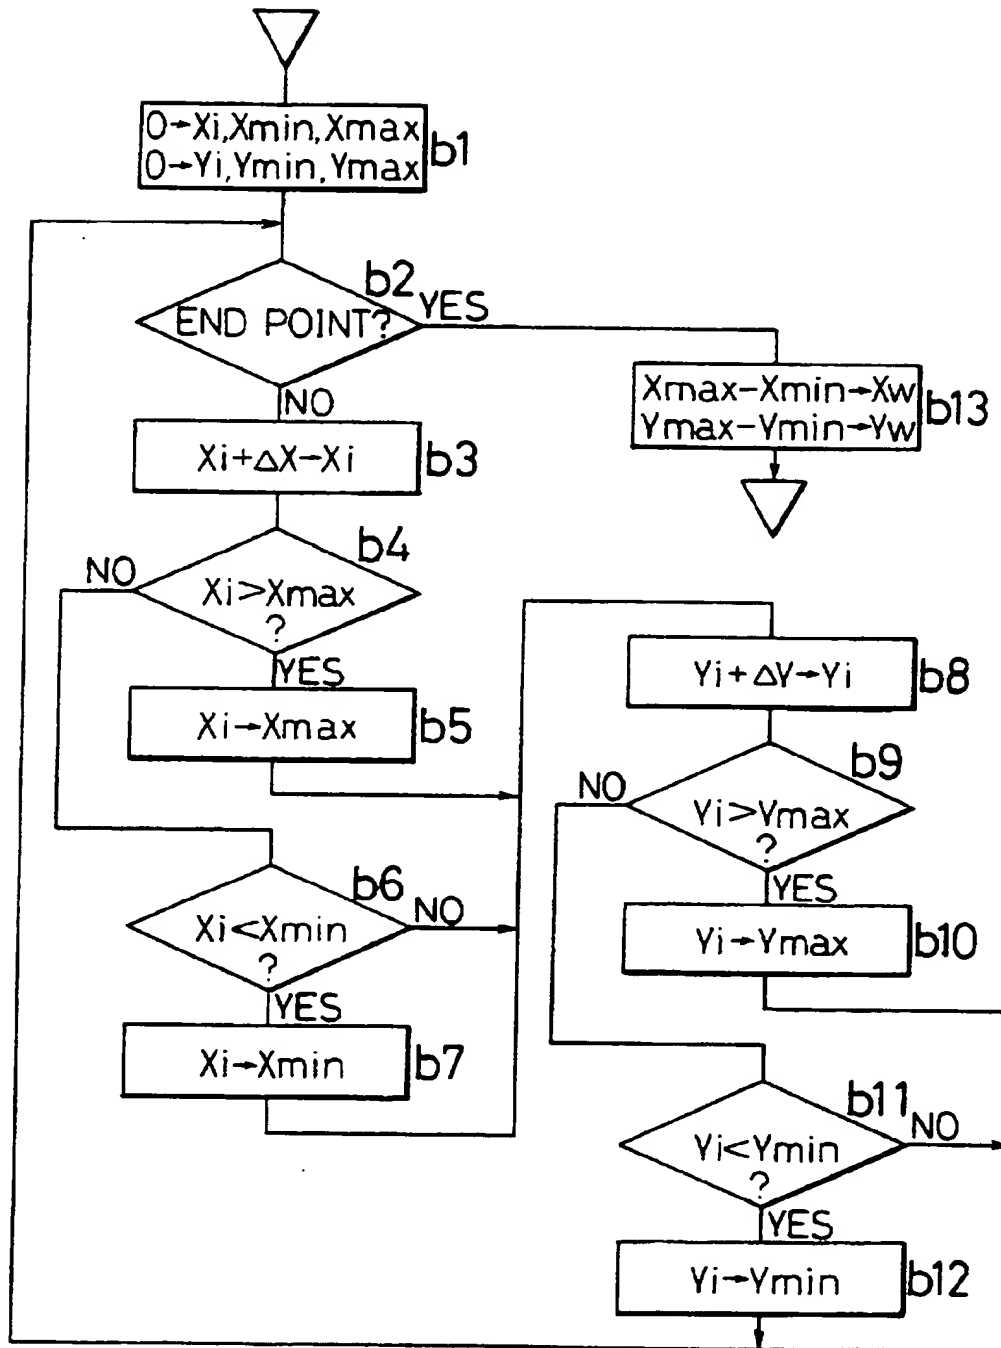 0→Xi,Xmin,Xmax
0→Yi,Ymin,Ymax
b1
b2
END POINT?
YES
NO
Xmax−Xmin→Xw
Ymax−Ymin→Yw
b13
Xi+△X→Xi
b3
b4
NO
Xi>Xmax
?
YES
Xi→Xmax
b5
b6
Xi<Xmin
?
NO
YES
Xi→Xmin
b7
Yi+△Y→Yi
b8
b9
NO
Yi>Ymax
?
YES
Yi→Ymax
b10
b11
Yi<Ymin
?
NO
YES
Yi→Ymin
b12